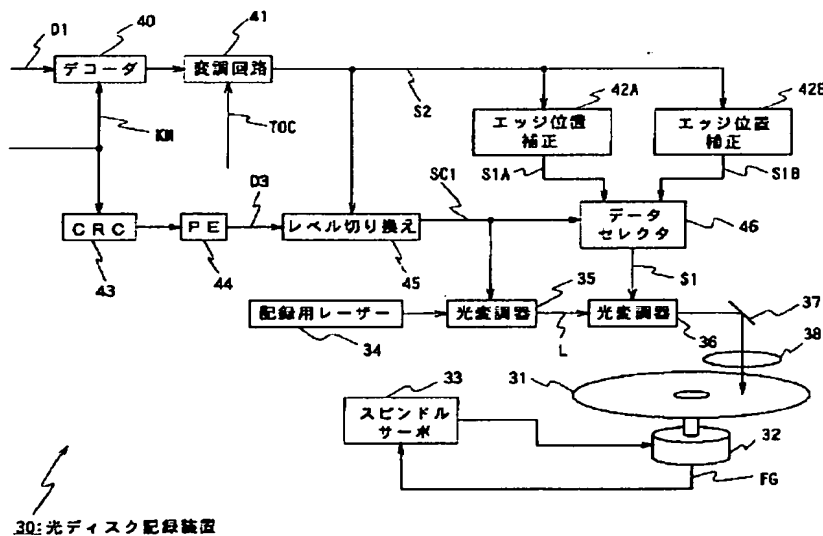 D1
40
デコーダ
41
変調回路
S2
42A
エッジ位置
補正
42B
エッジ位置
補正
KM
TOC
S1A
S1B
D3
SC1
CRC
43
PE
44
レベル切り換え
45
データ
セレクタ
46
S1
記録用レーザー
34
光変調器
35
L
光変調器
36
37
38
31
33
スピンドル
サーボ
32
FG
30:光ディスク記録装置